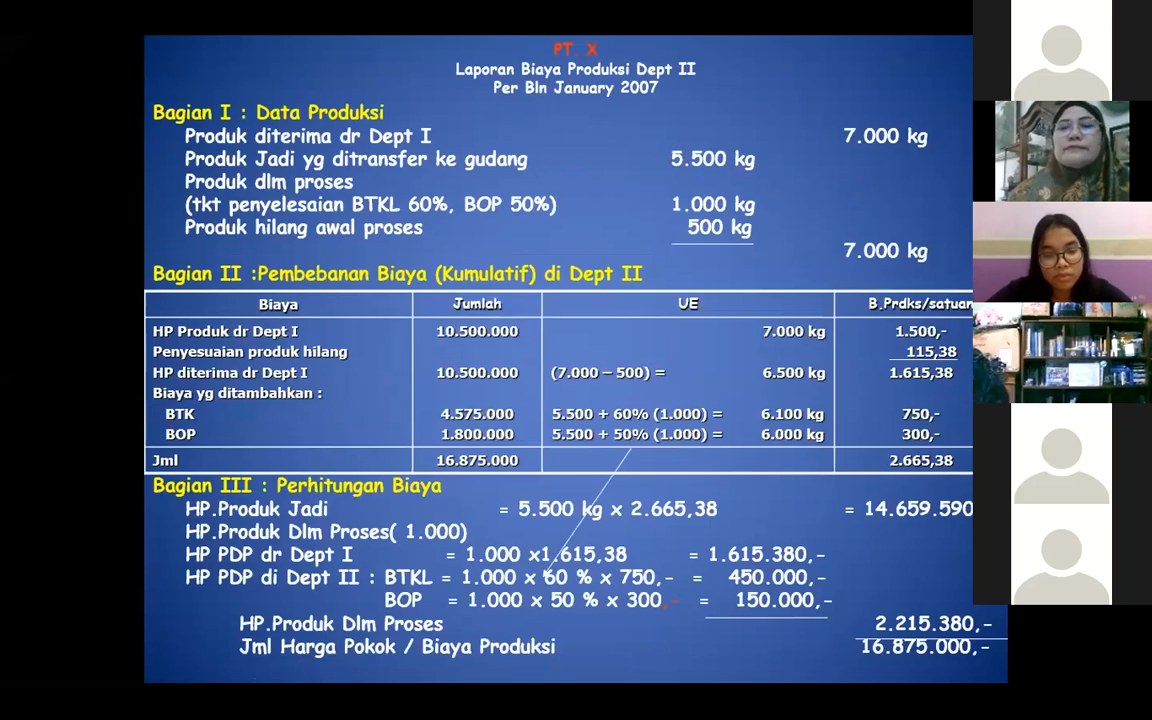 PT. X
Laporan Biaya Produksi Dept II
Per Bln January 2007
Bagian I : Data Produksi
Produk diterima dr Dept I 7.000 kg
Produk Jadi yg ditransfer ke gudang 5.500 kg
Produk dlm proses
(tkt penyelesaian BTKL 60%, BOP 50%) 1.000 kg
Produk hilang awal proses 500 kg
7.000 kg
Bagian II :Pembebanan Biaya (Kumulatif) di Dept II
Biaya Jumlah UE B.Prdks/satuan
HP Produk dr Dept I 10.500.000 7.000 kg 1.500,-
Penyesuaian produk hilang 115,38
HP diterima dr Dept I 10.500.000 (7.000 – 500) = 6.500 kg 1.615,38
Biaya yg ditambahkan :
BTK 4.575.000 5.500 + 60% (1.000) = 6.100 kg 750,-
BOP 1.800.000 5.500 + 50% (1.000) = 6.000 kg 300,-
Jml 16.875.000 2.665,38
Bagian III : Perhitungan Biaya
HP.Produk Jadi = 5.500 kg x 2.665,38 = 14.659.590
HP.Produk Dlm Proses( 1.000)
HP PDP dr Dept I = 1.000 x1.615,38 = 1.615.380,-
HP PDP di Dept II : BTKL = 1.000 x 60 % x 750,- = 450.000,-
BOP = 1.000 x 50 % x 300,- = 150.000,-
HP.Produk Dlm Proses 2.215.380,-
Jml Harga Pokok / Biaya Produksi 16.875.000,-